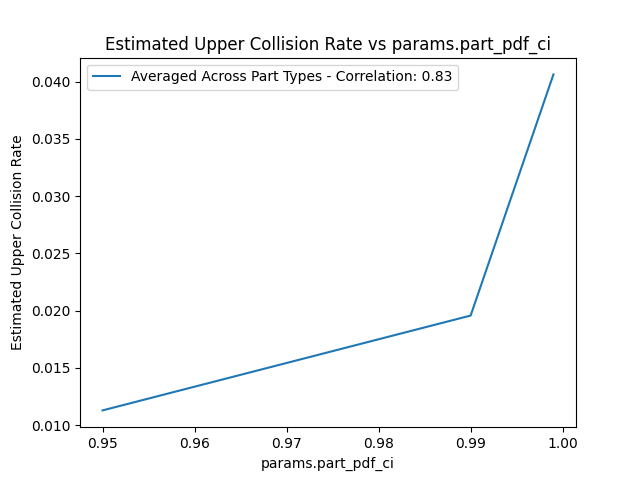 Estimated Upper Collision Rate vs params.part_pdf_ci
Averaged Across Part Types - Correlation: 0.83
0.040
0.035
0.030
0.025
0.020
0.015
0.010
Estimated Upper Collision Rate
0.95 0.96 0.97 0.98 0.99 1.00
params.part_pdf_ci